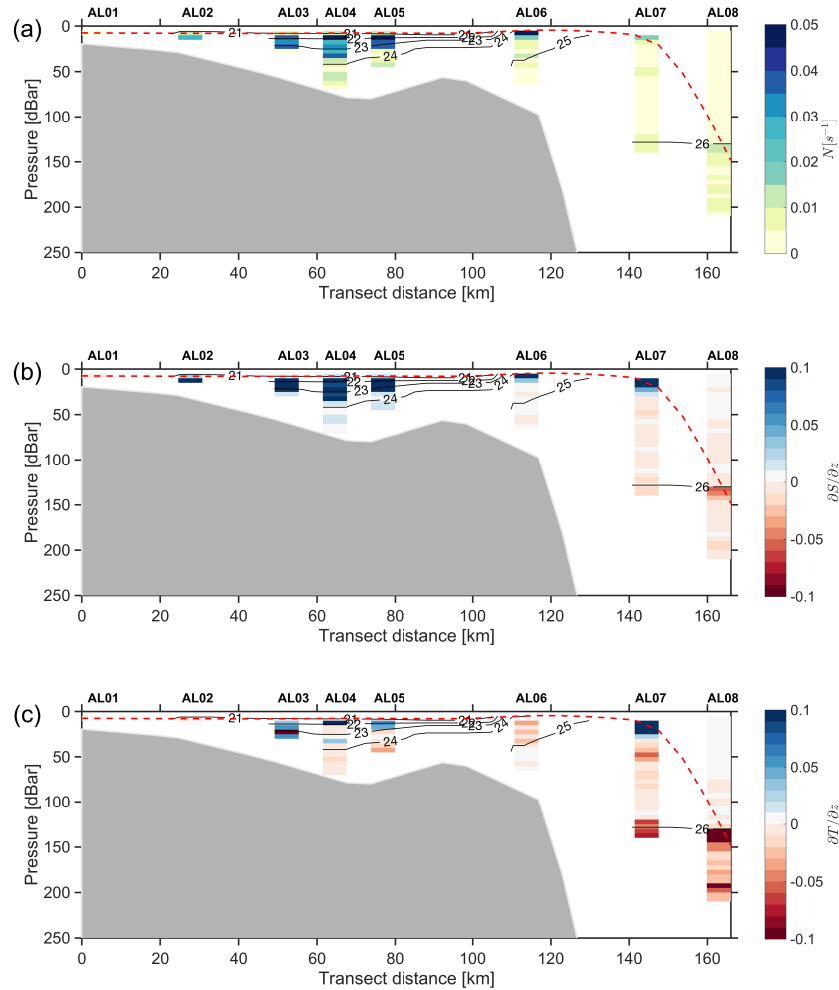 AL01 AL02 AL03 AL04 AL05 AL06 AL07 AL08
(a)
0
50
100
150
200
250
Pressure [dBar]
21 21 21
22 22
23 23
24 24
25
26
0 20 40 60 80 100 120 140 160
Transect distance [km]
0.05
0.04
0.03
0.02
0.01
0
N[s⁻¹]
AL01 AL02 AL03 AL04 AL05 AL06 AL07 AL08
(b)
0
50
100
150
200
250
Pressure [dBar]
21 21 21
22 22
23 23
24 24
25
26
0 20 40 60 80 100 120 140 160
Transect distance [km]
0.1
0.05
0
-0.05
-0.1
∂S/∂z
AL01 AL02 AL03 AL04 AL05 AL06 AL07 AL08
(c)
0
50
100
150
200
250
Pressure [dBar]
21 21 21
22 22
23 23
24 24
25
26
0 20 40 60 80 100 120 140 160
Transect distance [km]
0.1
0.05
0
-0.05
-0.1
∂T/∂z